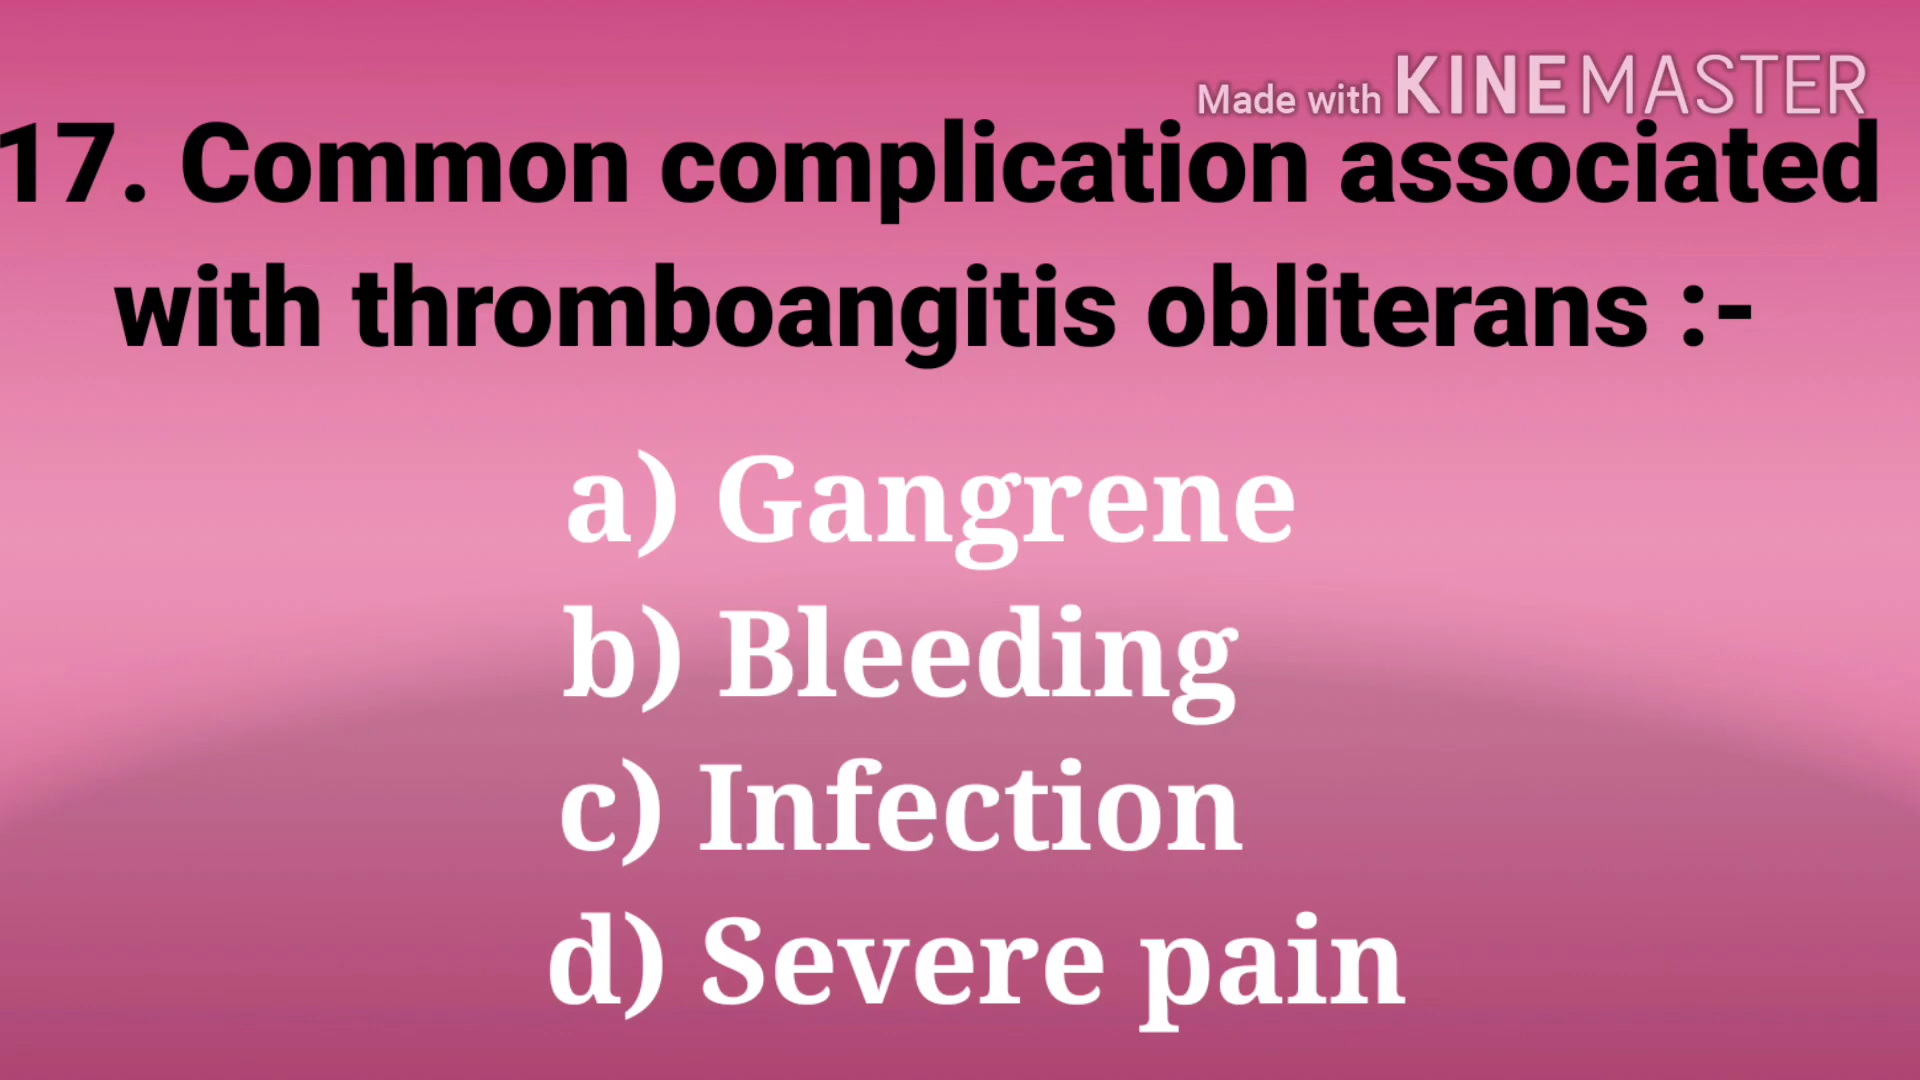 Made with KINEMASTER
17. Common complication associated
with thromboangitis obliterans :-
a) Gangrene
b) Bleeding
c) Infection
d) Severe pain